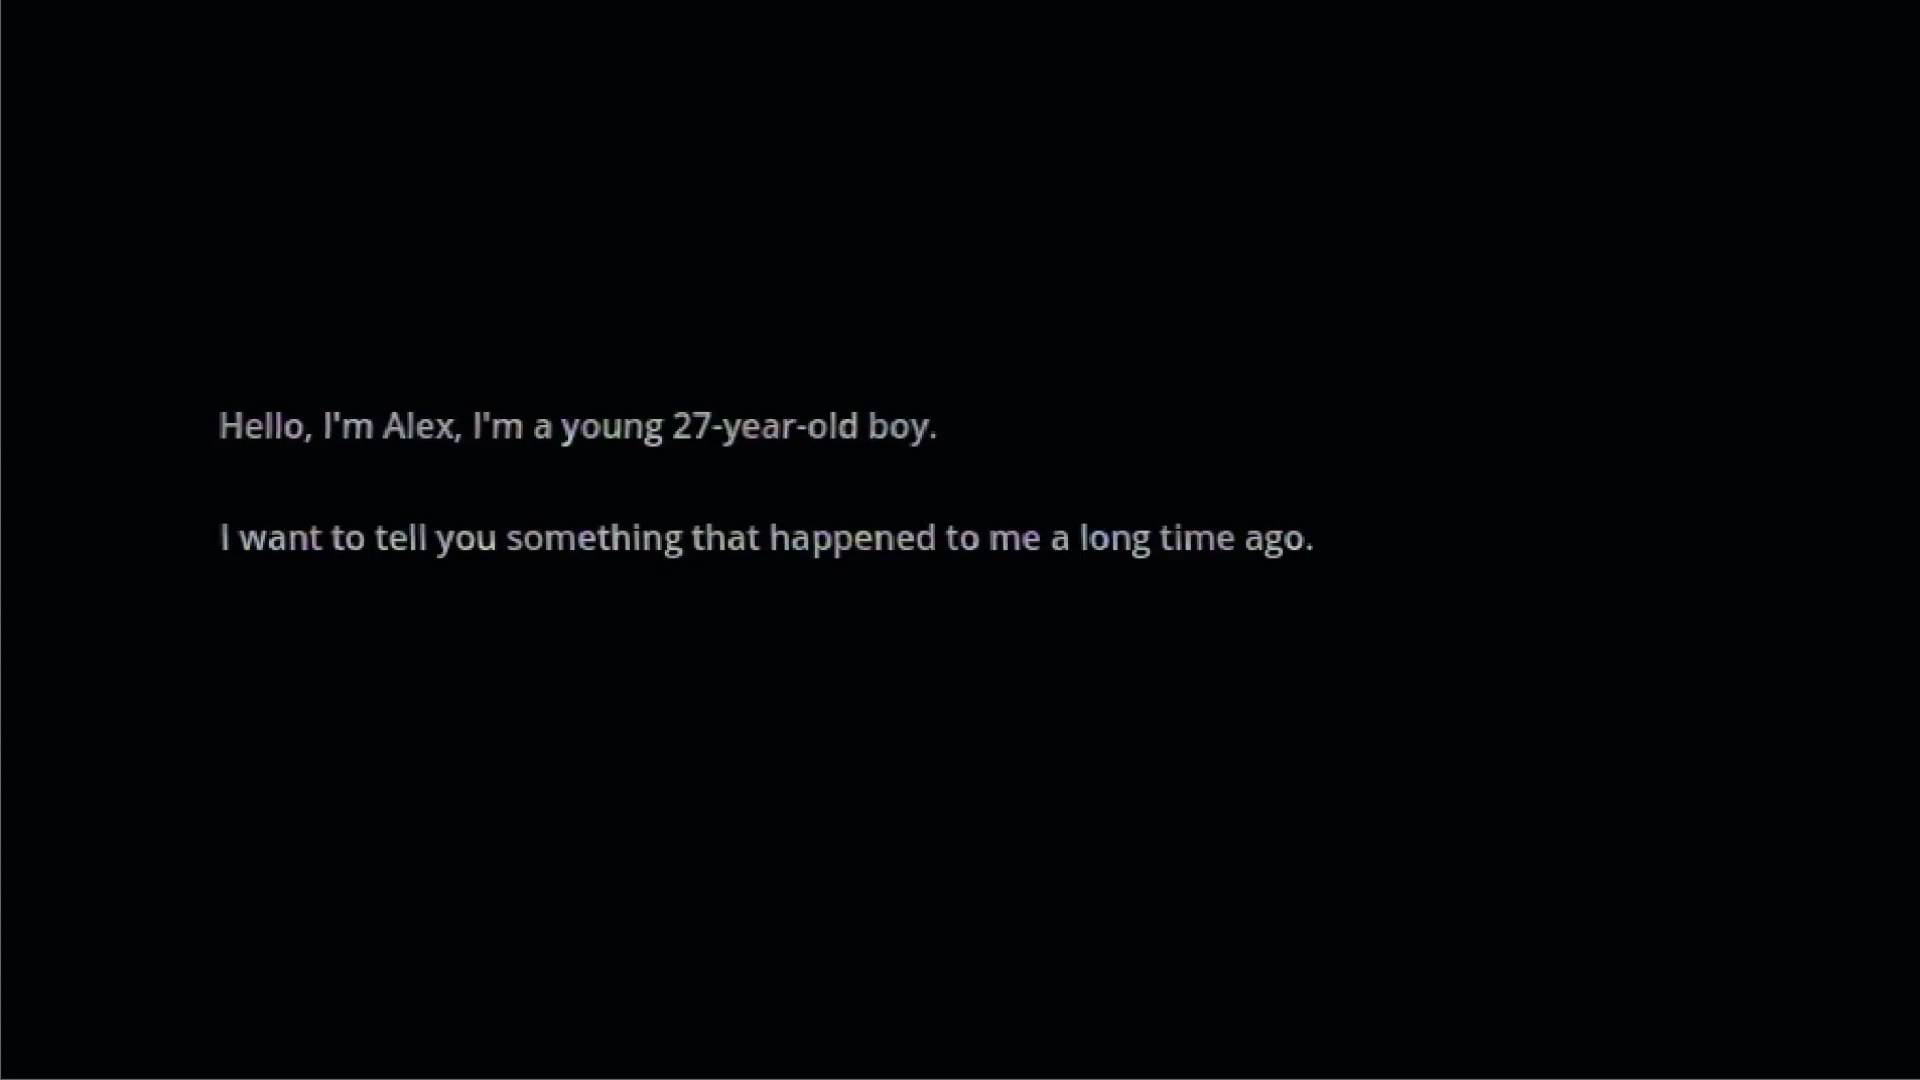 Hello, I'm Alex, I'm a young 27-year-old boy.
I want to tell you something that happened to me a long time ago.